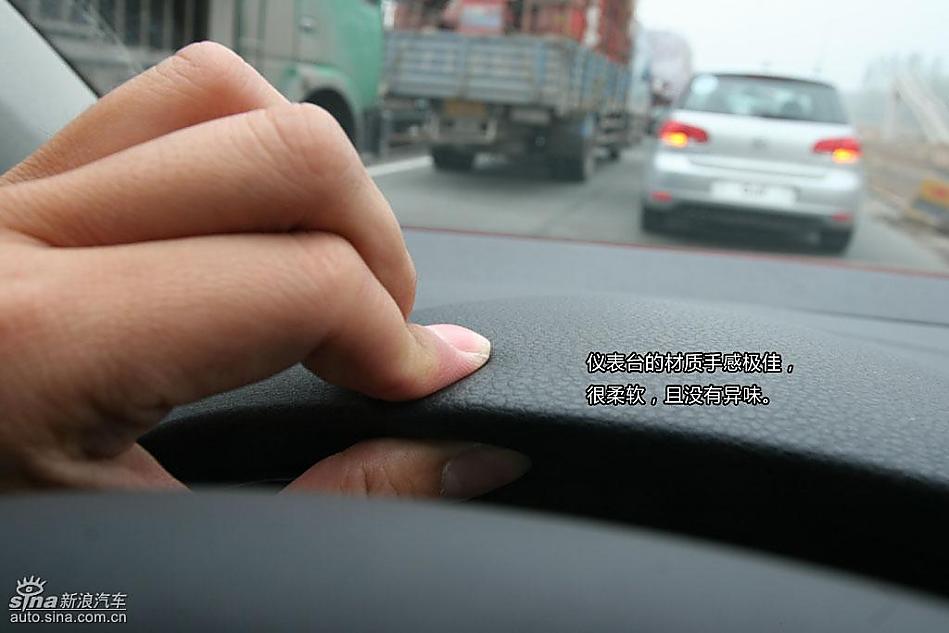 仪表台的材质手感极佳，
很柔软，且没有异味。
sina新浪汽车
auto.sina.com.cn